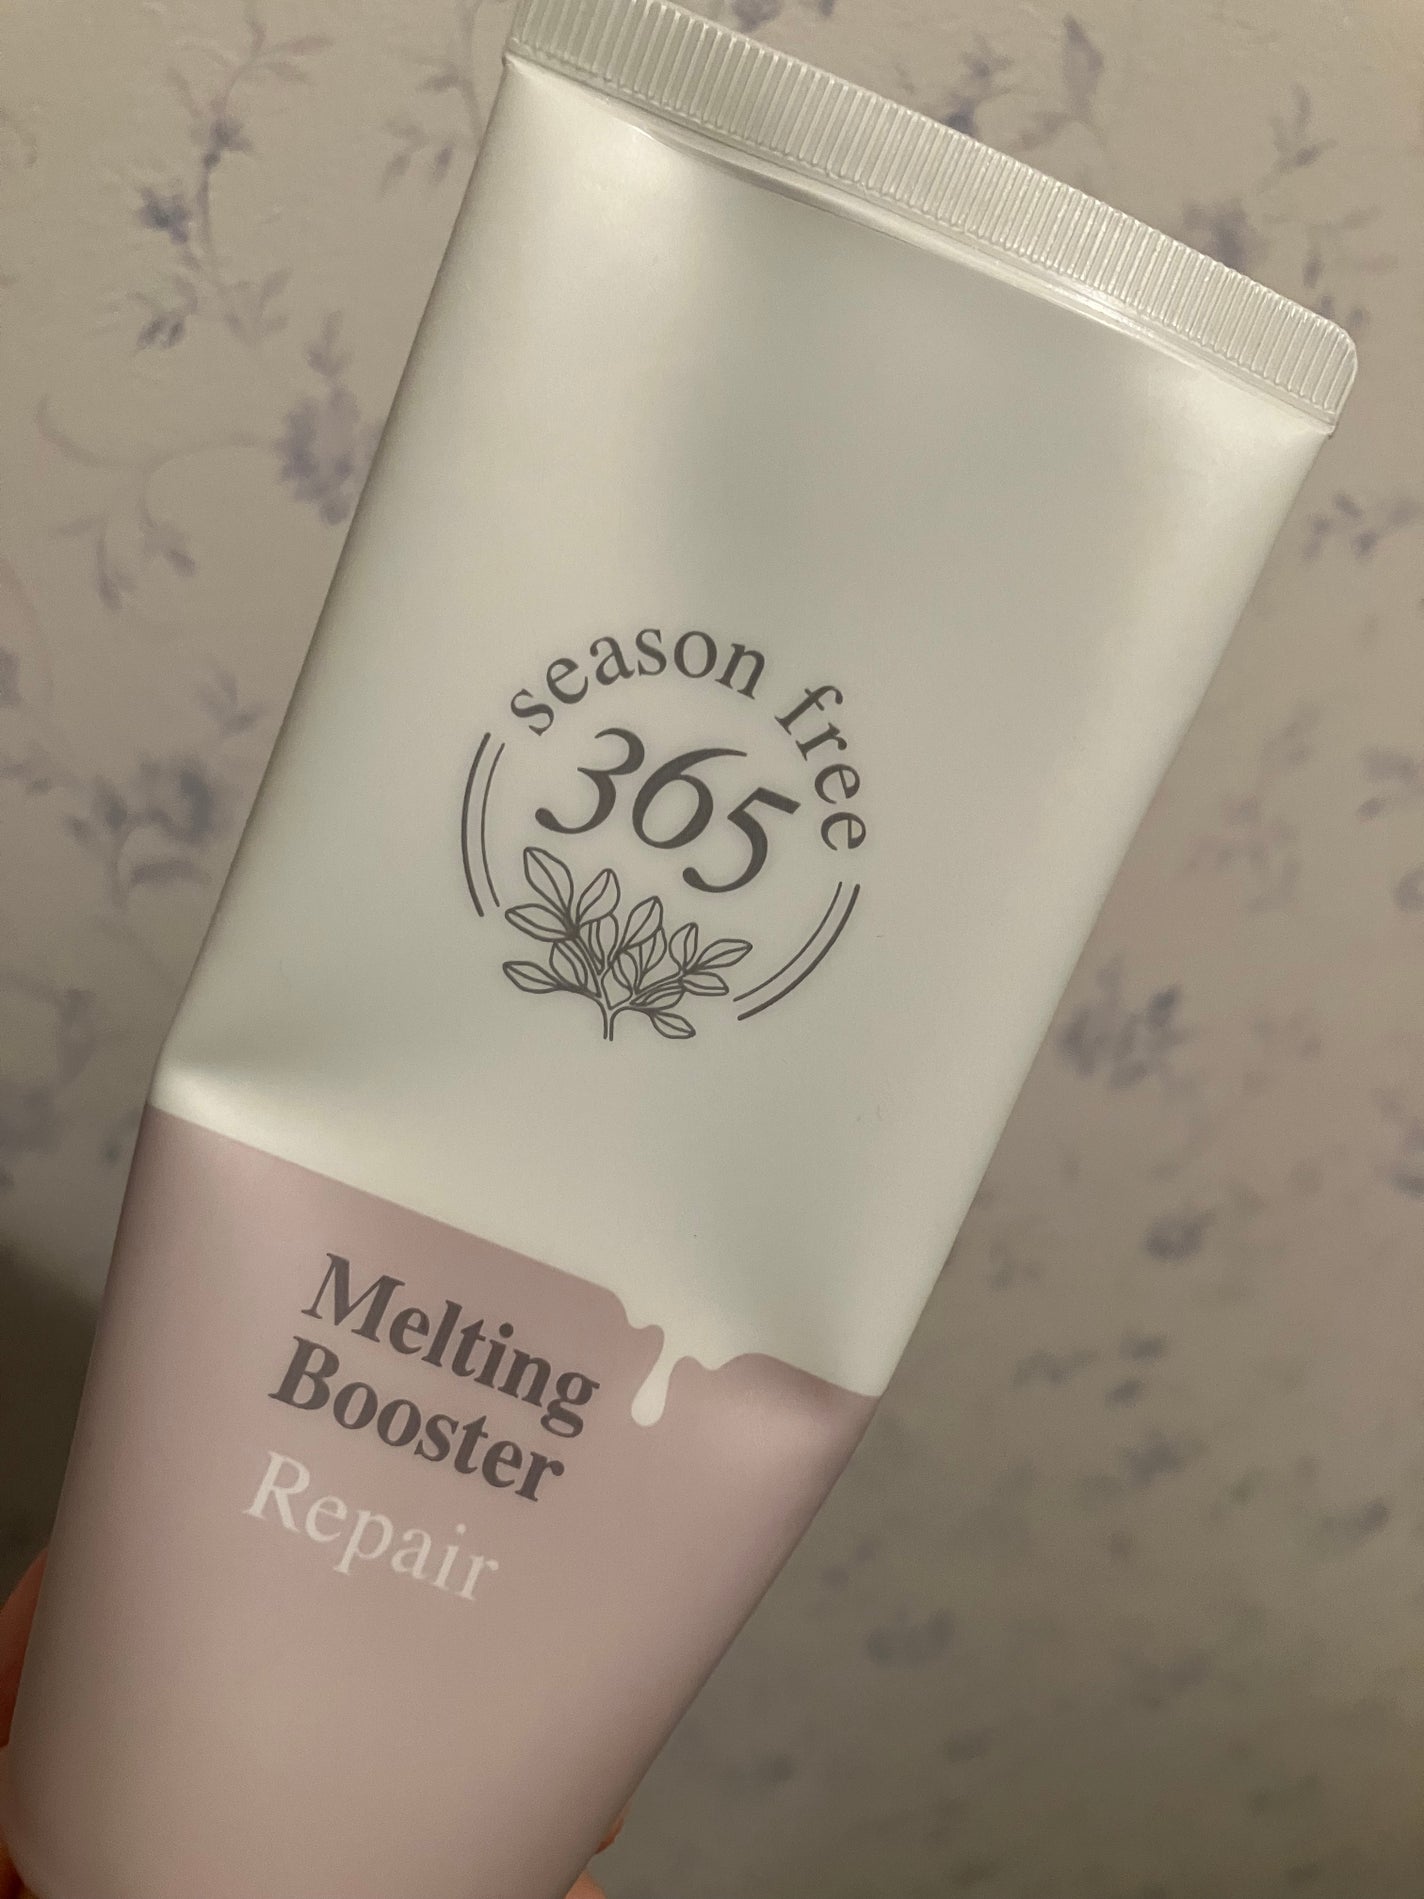 season free
365
Melting
Booster
Repair